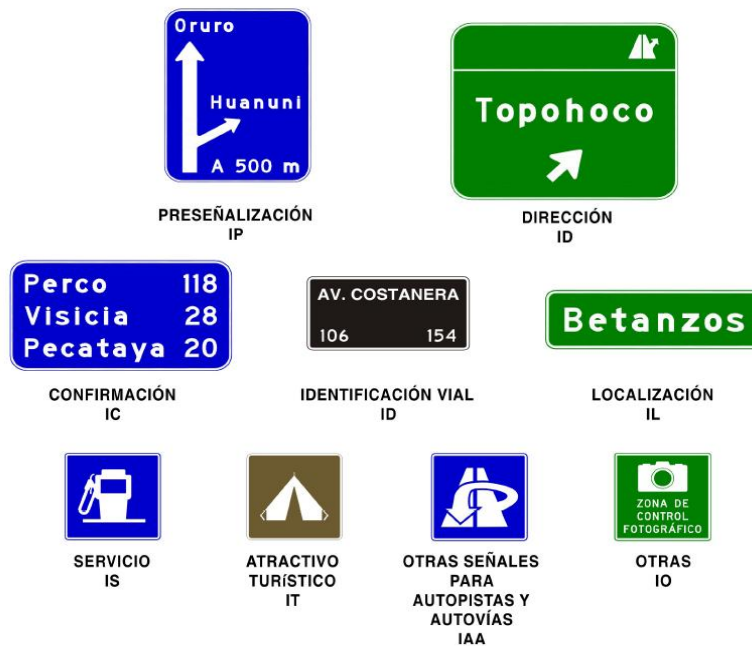 Oruro
Huanuni
A 500 m
PRESEÑALIZACIÓN
IP
Topohoco
DIRECCIÓN
ID
Perco 118
Visicia 28
Pecataya 20
CONFIRMACIÓN
IC
AV. COSTANERA
106 154
IDENTIFICACIÓN VIAL
ID
Betanzos
LOCALIZACIÓN
IL
SERVICIO
IS
ATRACTIVO
TURíSTICO
IT
OTRAS SEÑALES
PARA
AUTOPISTAS Y
AUTOVÍAS
IAA
ZONA DE
CONTROL
FOTOGRÁFICO
OTRAS
IO